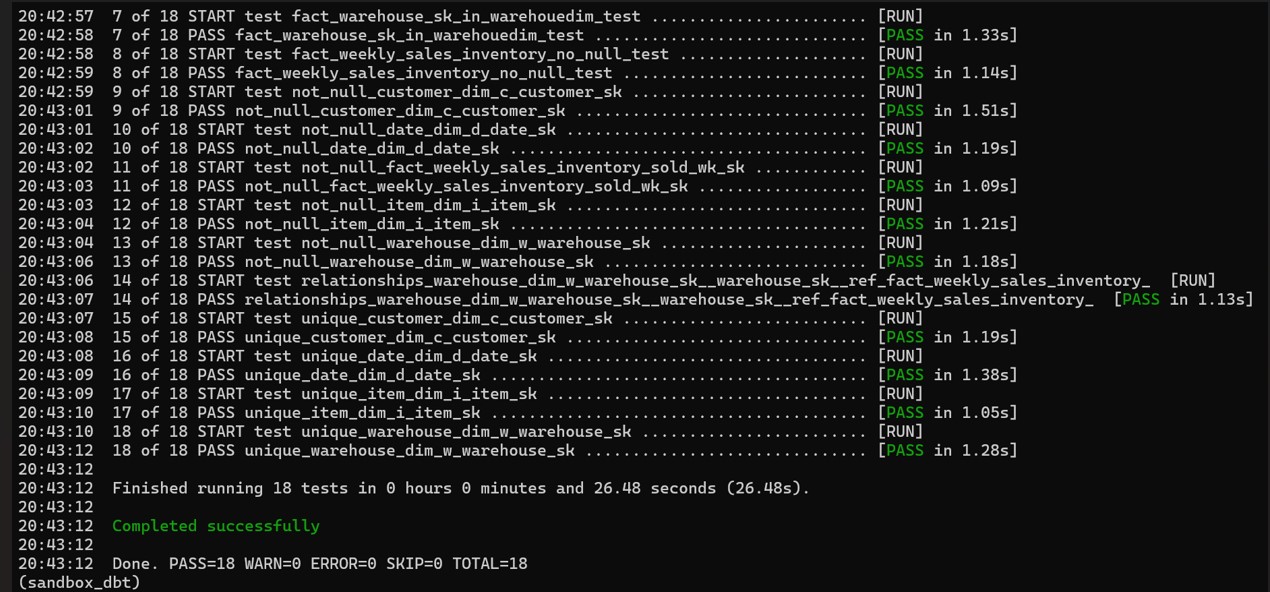 20:42:57  7 of 18 START test fact_warehouse_sk_in_warehouedim_test ....................... [RUN]
20:42:58  7 of 18 PASS fact_warehouse_sk_in_warehouedim_test ............................. [PASS in 1.33s]
20:42:58  8 of 18 START test fact_weekly_sales_inventory_no_null_test .................... [RUN]
20:42:59  8 of 18 PASS fact_weekly_sales_inventory_no_null_test .......................... [PASS in 1.14s]
20:42:59  9 of 18 START test not_null_customer_dim_c_customer_sk ......................... [RUN]
20:43:01  9 of 18 PASS not_null_customer_dim_c_customer_sk ............................... [PASS in 1.51s]
20:43:01  10 of 18 START test not_null_date_dim_d_date_sk ................................ [RUN]
20:43:02  10 of 18 PASS not_null_date_dim_d_date_sk ...................................... [PASS in 1.19s]
20:43:02  11 of 18 START test not_null_fact_weekly_sales_inventory_sold_wk_sk ............ [RUN]
20:43:03  11 of 18 PASS not_null_fact_weekly_sales_inventory_sold_wk_sk .................. [PASS in 1.09s]
20:43:03  12 of 18 START test not_null_item_dim_i_item_sk ................................ [RUN]
20:43:04  12 of 18 PASS not_null_item_dim_i_item_sk ...................................... [PASS in 1.21s]
20:43:04  13 of 18 START test not_null_warehouse_dim_w_warehouse_sk ...................... [RUN]
20:43:06  13 of 18 PASS not_null_warehouse_dim_w_warehouse_sk ............................ [PASS in 1.18s]
20:43:06  14 of 18 START test relationships_warehouse_dim_w_warehouse_sk__warehouse_sk__ref_fact_weekly_sales_inventory_  [RUN]
20:43:07  14 of 18 PASS relationships_warehouse_dim_w_warehouse_sk__warehouse_sk__ref_fact_weekly_sales_inventory_  [PASS in 1.13s]
20:43:07  15 of 18 START test unique_customer_dim_c_customer_sk .......................... [RUN]
20:43:08  15 of 18 PASS unique_customer_dim_c_customer_sk ................................ [PASS in 1.19s]
20:43:08  16 of 18 START test unique_date_dim_d_date_sk .................................. [RUN]
20:43:09  16 of 18 PASS unique_date_dim_d_date_sk ........................................ [PASS in 1.38s]
20:43:09  17 of 18 START test unique_item_dim_i_item_sk .................................. [RUN]
20:43:10  17 of 18 PASS unique_item_dim_i_item_sk ........................................ [PASS in 1.05s]
20:43:10  18 of 18 START test unique_warehouse_dim_w_warehouse_sk ........................ [RUN]
20:43:12  18 of 18 PASS unique_warehouse_dim_w_warehouse_sk .............................. [PASS in 1.28s]
20:43:12
20:43:12  Finished running 18 tests in 0 hours 0 minutes and 26.48 seconds (26.48s).
20:43:12
20:43:12  Completed successfully
20:43:12
20:43:12  Done. PASS=18 WARN=0 ERROR=0 SKIP=0 TOTAL=18
(sandbox_dbt)